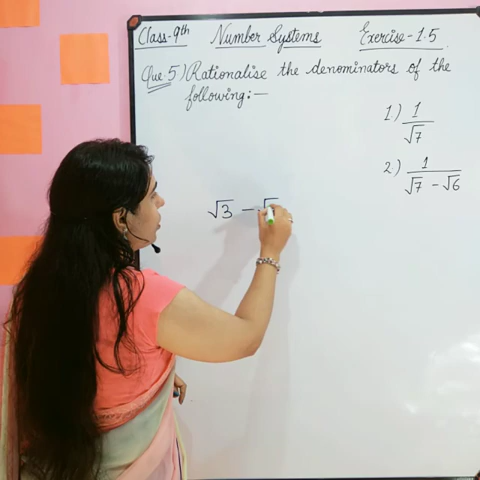 Class-9th Number Systems Exercise-1.5
Que.5) Rationalise the denominators of the
following:-
1) 1/√7
2) 1/√7 - √6
√3 - √